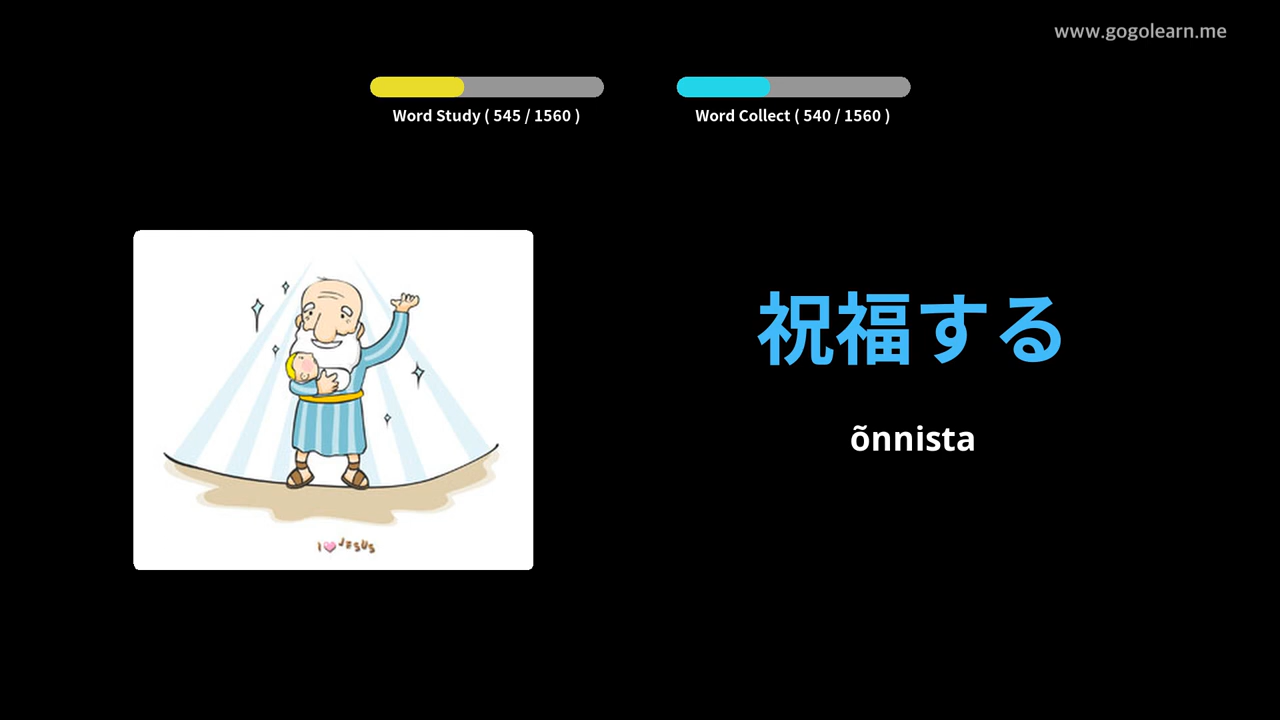 www.gogolearn.me
Word Study ( 545 / 1560 )
Word Collect ( 540 / 1560 )
祝福する
õnnista
I JESUS